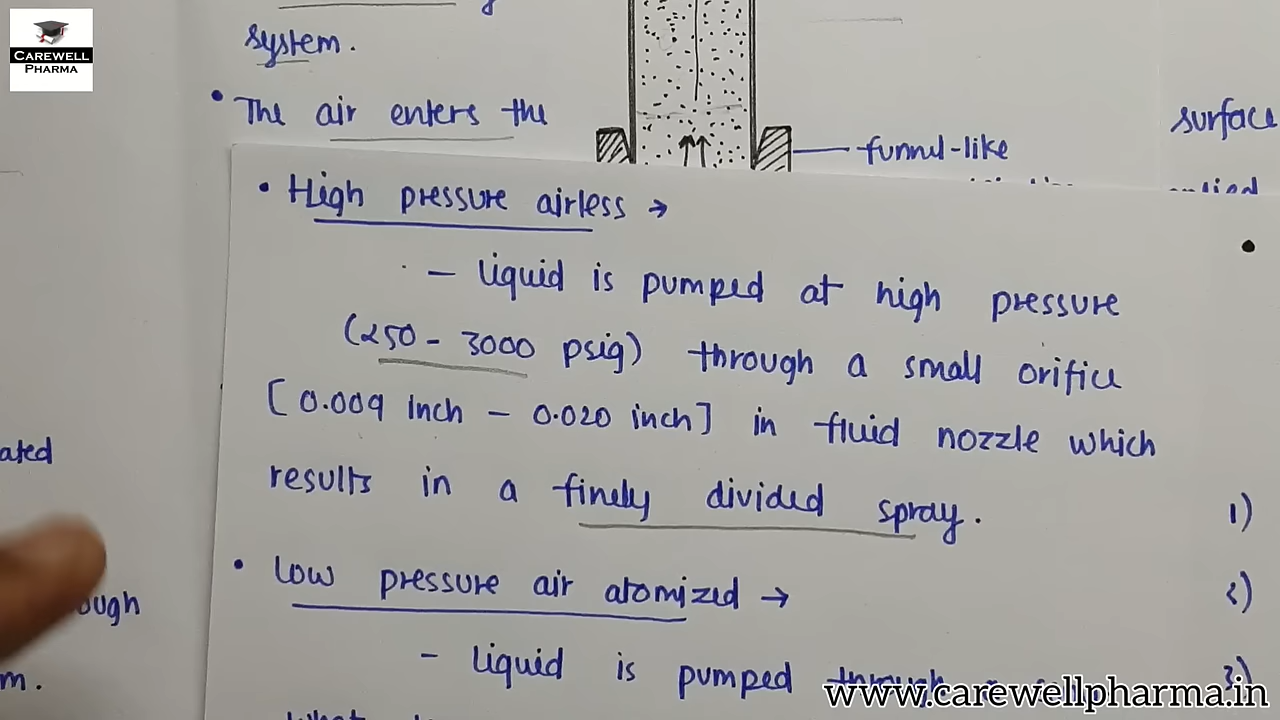 CAREWELL
PHARMA
system.
• The air enters the
funnel-like
surface
• High pressure airless →
— Liquid is pumped at high pressure
(250 - 3000 psig) through a small orifice
[0.009 inch - 0.020 inch] in fluid nozzle which
results in a finely divided spray.
• Low pressure air atomized →
- Liquid is pumped through
ated
ough
m.
1)
2)
3)
www.carewellpharma.in